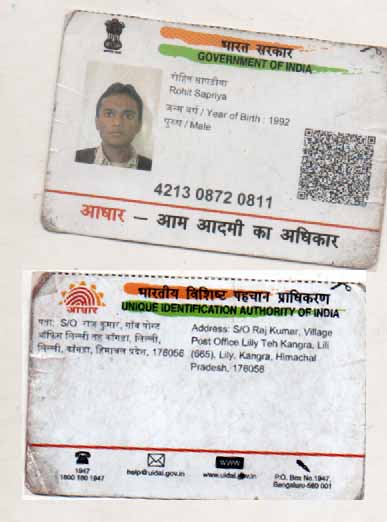 भारत सरकार
GOVERNMENT OF INDIA
रोहित
Rohit Sapriya
जन्म वर्ष / Year of Birth : 1992
पुरुष / Male
4213 0872 0811
आधार – आम आदमी का अधिकार
भारतीय विशिष्ट पहचान प्राधिकरण
UNIQUE IDENTIFICATION AUTHORITY OF INDIA
आधार
पता: S/O राज कुमार, गाँव पोस्ट
ऑफिस लिल्ली तह काँगडा, लिल्ली,
लिल्ली, काँगडा, हिमाचल प्रदेश, 176056
Address: S/O Raj Kumar, Village
Post Office Lilly Teh Kangra, Lili
(665), Lily, Kangra, Himachal
Pradesh, 176056
1947
1800 180 1947
help@uidai.gov.in
www
www.uidai.gov.in
P.O. Box No.1947,
Bengaluru-560 001